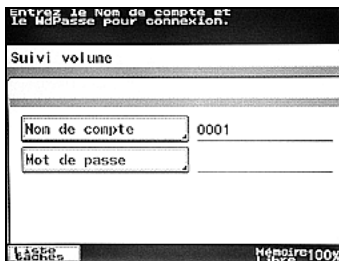 Entrez le Nom de compte et
le MdPasse pour connexion.
Suivi volume
Nom de compte 0001
Mot de passe
Liste
tâches
Mémoire 100%
Libre